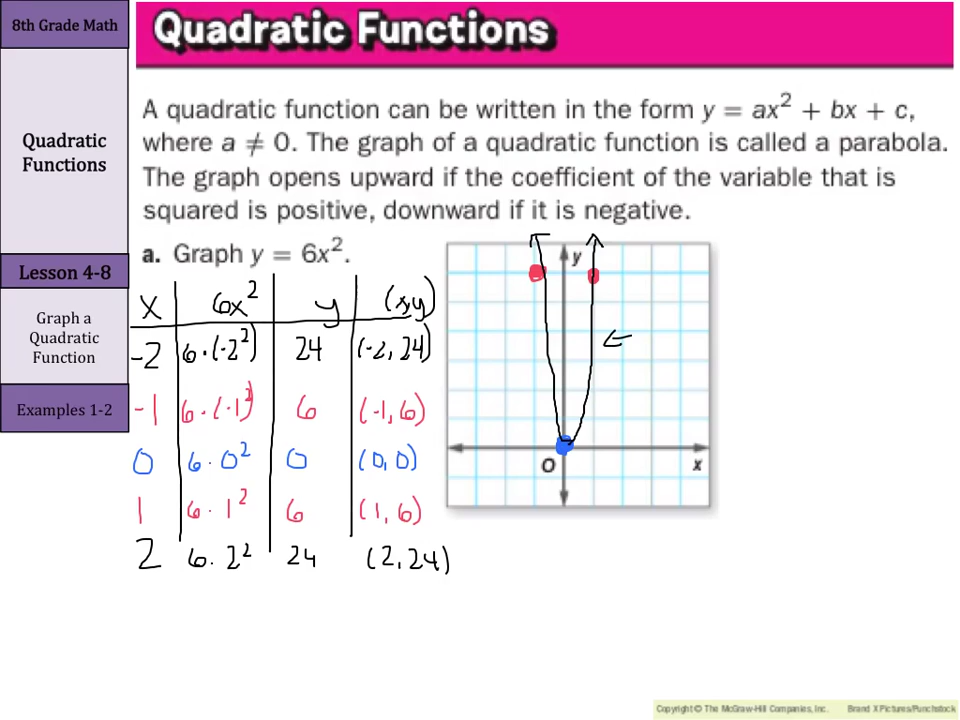 8th Grade Math
Quadratic Functions
Quadratic
Functions
A quadratic function can be written in the form y = ax² + bx + c,
where a ≠ 0. The graph of a quadratic function is called a parabola.
The graph opens upward if the coefficient of the variable that is
squared is positive, downward if it is negative.
a. Graph y = 6x².
Lesson 4-8
Graph a
Quadratic
Function
Examples 1-2
x 6x² y (x,y)
-2 6·(-2²) 24 (-2, 24)
-1 6·(-1²) 6 (-1, 6)
0 6·0² 0 (0, 0)
1 6·1² 6 (1, 6)
2 6·2² 24 (2, 24)
y
O x
Copyright © The McGraw-Hill Companies, Inc. Brand X Pictures/Punchstock